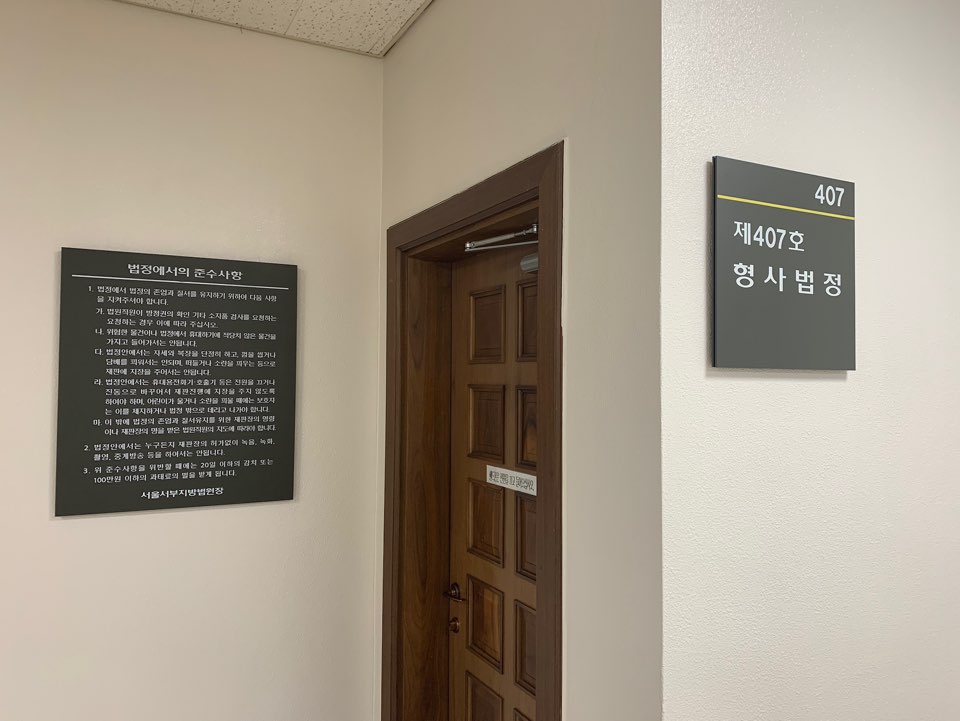 법정에서의 준수사항
1. 법정에서 법정의 존엄과 질서를 유지하기 위하여 다음 사항
을 지켜주셔야 합니다.
가. 법원직원이 방청권의 확인 기타 소지품 검사를 요청하는
요청하는 경우 이에 따라 주십시오.
나. 위험한 물건이나 법정에서 휴대하기에 적당치 않은 물건을
가지고 들어가서는 안됩니다.
다. 법정안에서는 자세와 복장을 단정히 하고, 껌을 씹거나
담배를 피워서는 안되며, 떠들거나 소란을 피우는 등으로
재판에 지장을 주어서는 안됩니다.
라. 법정안에서는 휴대용전화기·호출기 등은 전원을 끄거나
진동으로 바꾸어서 재판진행에 지장을 주지 않도록
하여야 하며, 어린이가 울거나 소란을 피울 때에는 보호자
는 이를 제지하거나 법정 밖으로 데리고 나가야 합니다.
마. 이 밖에 법정의 존엄과 질서유지를 위한 재판장의 명령
이나 재판장의 명을 받은 법원직원의 지도에 따라야 합니다.
2. 법정안에서는 누구든지 재판장의 허가없이 녹음, 녹화,
촬영, 중계방송 등을 하여서는 안됩니다.
3. 위 준수사항을 위반할 때에는 20일 이하의 감치 또는
100만원 이하의 과태료의 벌을 받게 됩니다.
서울서부지방법원장
407
제407호
형사법정